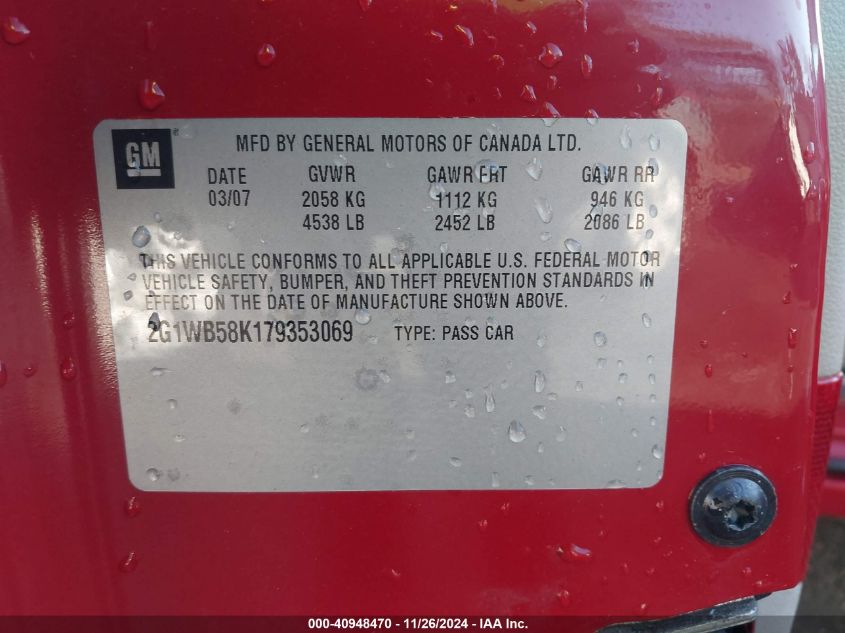 GM
MFD BY GENERAL MOTORS OF CANADA LTD.
DATE GVWR GAWR FRT GAWR RR
03/07 2058 KG 1112 KG 946 KG
4538 LB 2452 LB 2086 LB
THIS VEHICLE CONFORMS TO ALL APPLICABLE U.S. FEDERAL MOTOR
VEHICLE SAFETY, BUMPER, AND THEFT PREVENTION STANDARDS IN
EFFECT ON THE DATE OF MANUFACTURE SHOWN ABOVE.
2G1WB58K179353069 TYPE: PASS CAR
000-40948470 - 11/26/2024 - IAA Inc.